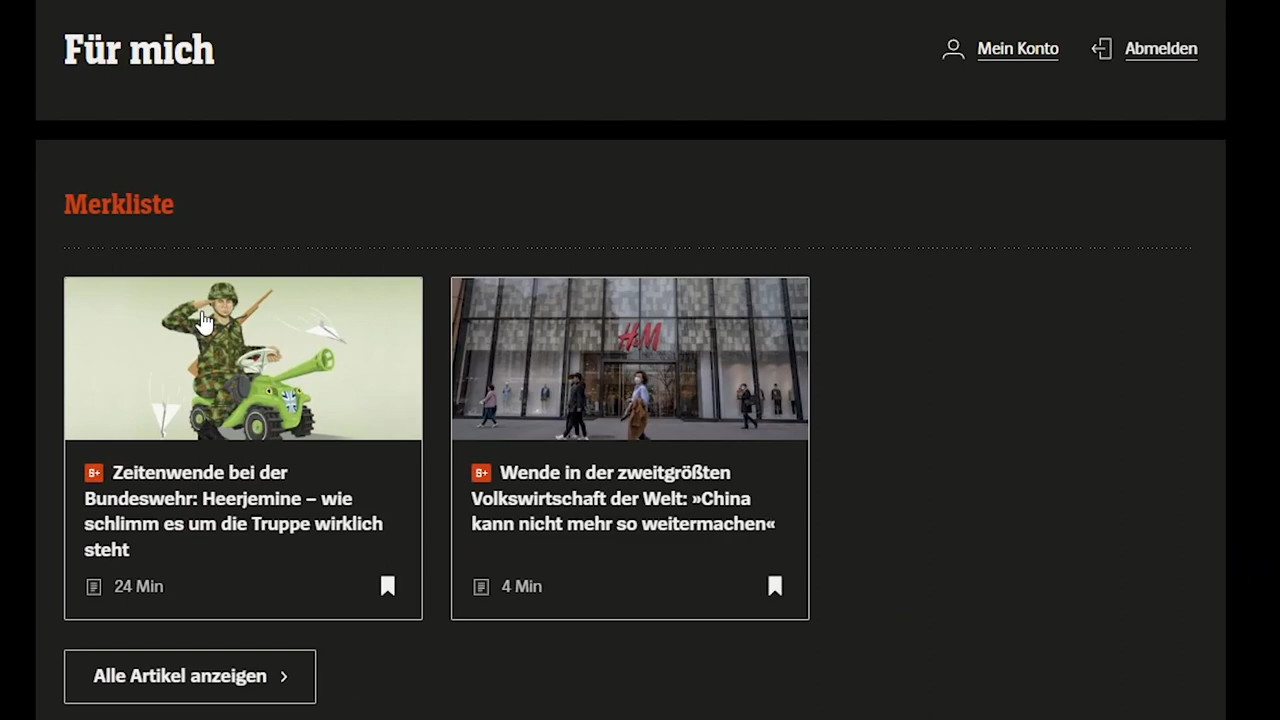 Für mich
Mein Konto
Abmelden
Merkliste
H&M
S+ Zeitenwende bei der
Bundeswehr: Heerjemine – wie
schlimm es um die Truppe wirklich
steht
24 Min
S+ Wende in der zweitgrößten
Volkswirtschaft der Welt: »China
kann nicht mehr so weitermachen«
4 Min
Alle Artikel anzeigen